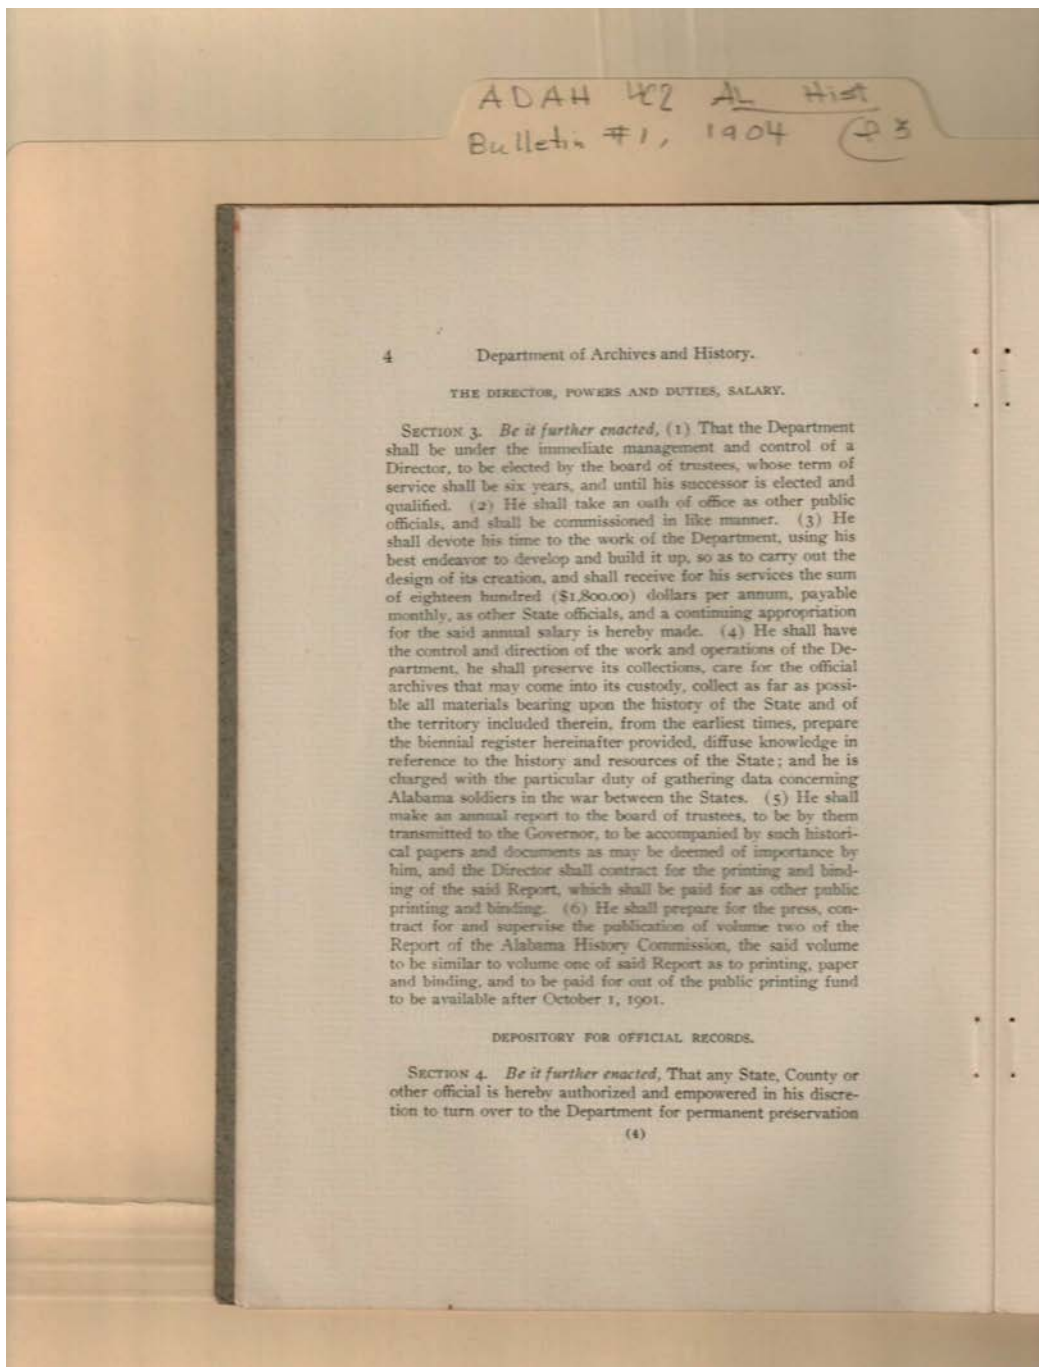 ADAH 4C2 AL Hist
Bulletin #1, 1904 p 3
4 Department of Archives and History.
THE DIRECTOR, POWERS AND DUTIES, SALARY.
SECTION 3. Be it further enacted, (1) That the Department
shall be under the immediate management and control of a
Director, to be elected by the board of trustees, whose term of
service shall be six years, and until his successor is elected and
qualified. (2) He shall take an oath of office as other public
officials, and shall be commissioned in like manner. (3) He
shall devote his time to the work of the Department, using his
best endeavor to develop and build it up, so as to carry out the
design of its creation, and shall receive for his services the sum
of eighteen hundred ($1,800.00) dollars per annum, payable
monthly, as other State officials, and a continuing appropriation
for the said annual salary is hereby made. (4) He shall have
the control and direction of the work and operations of the De-
partment, he shall preserve its collections, care for the official
archives that may come into its custody, collect as far as possi-
ble all materials bearing upon the history of the State and of
the territory included therein, from the earliest times, prepare
the biennial register hereinafter provided, diffuse knowledge in
reference to the history and resources of the State; and he is
charged with the particular duty of gathering data concerning
Alabama soldiers in the war between the States. (5) He shall
make an annual report to the board of trustees, to be by them
transmitted to the Governor, to be accompanied by such histori-
cal papers and documents as may be deemed of importance by
him, and the Director shall contract for the printing and bind-
ing of the said Report, which shall be paid for as other public
printing and binding. (6) He shall prepare for the press, con-
tract for and supervise the publication of volume two of the
Report of the Alabama History Commission, the said volume
to be similar to volume one of said Report as to printing, paper
and binding, and to be paid for out of the public printing fund
to be available after October 1, 1901.
DEPOSITORY FOR OFFICIAL RECORDS.
SECTION 4. Be it further enacted, That any State, County or
other official is hereby authorized and empowered in his discre-
tion to turn over to the Department for permanent preservation
(4)